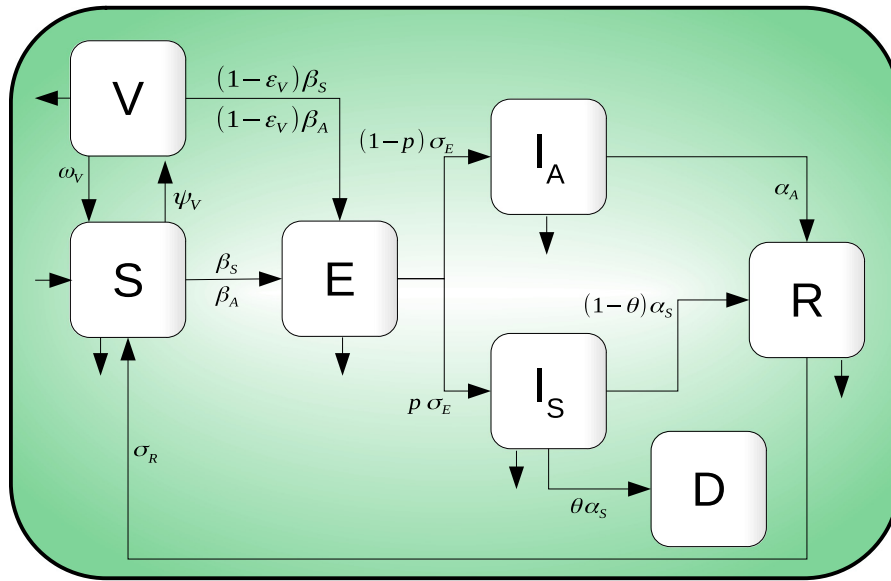 V
(1−ε_V)β_S
(1−ε_V)β_A
ω_V
ψ_V
S
β_S
β_A
E
(1−p)σ_E
I_A
α_A
(1−θ)α_S
R
p σ_E
I_S
θα_S
D
σ_R